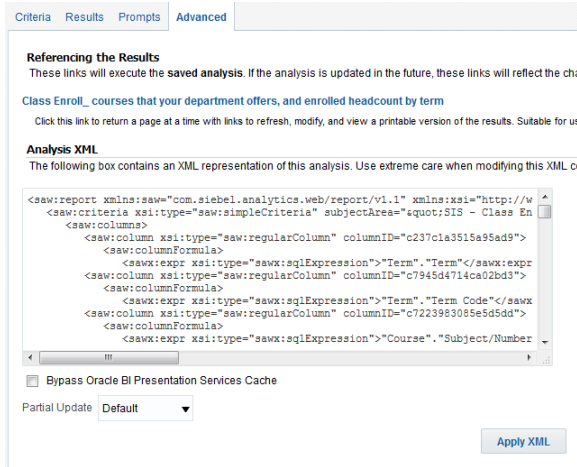 Criteria Results Prompts Advanced
Referencing the Results
These links will execute the saved analysis. If the analysis is updated in the future, these links will reflect the cha
Class Enroll_ courses that your department offers, and enrolled headcount by term
Click this link to return a page at a time with links to refresh, modify, and view a printable version of the results. Suitable for us
Analysis XML
The following box contains an XML representation of this analysis. Use extreme care when modifying this XML co
<saw:report xmlns:saw="com.siebel.analytics.web/report/v1.1" xmlns:xsi="http://w
<saw:criteria xsi:type="saw:simpleCriteria" subjectArea="&quot;SIS - Class En
<saw:columns>
<saw:column xsi:type="saw:regularColumn" columnID="c237c1a3515a95ad9">
<saw:columnFormula>
<sawx:expr xsi:type="sawx:sqlExpression">"Term"."Term"</sawx:expr
<saw:column xsi:type="saw:regularColumn" columnID="c7945d4714ca02bd3">
<saw:columnFormula>
<sawx:expr xsi:type="sawx:sqlExpression">"Term"."Term Code"</sawx
<saw:column xsi:type="saw:regularColumn" columnID="c7223983085e5d5dd">
<saw:columnFormula>
<sawx:expr xsi:type="sawx:sqlExpression">"Course"."Subject/Number
Bypass Oracle BI Presentation Services Cache
Partial Update Default
Apply XML